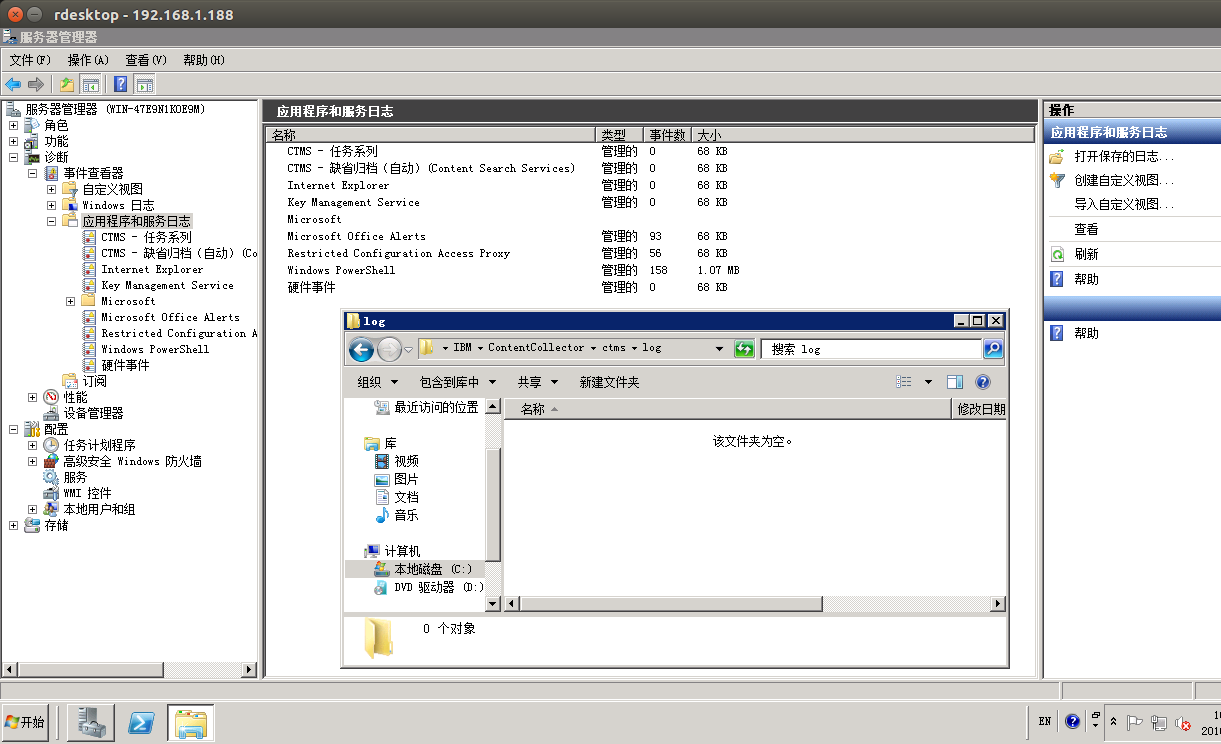 rdesktop - 192.168.1.188
服务器管理器
文件(F) 操作(A) 查看(V) 帮助(H)
服务器管理器 (WIN-47E9N1KOE9M)
角色
功能
诊断
事件查看器
自定义视图
Windows 日志
应用程序和服务日志
CTMS - 任务系列
CTMS - 缺省归档（自动）(Co
Internet Explorer
Key Management Service
Microsoft
Microsoft Office Alerts
Restricted Configuration A
Windows PowerShell
硬件事件
订阅
性能
设备管理器
配置
任务计划程序
高级安全 Windows 防火墙
服务
WMI 控件
本地用户和组
存储
应用程序和服务日志
名称 类型 事件数 大小
CTMS - 任务系列 管理的 0 68 KB
CTMS - 缺省归档（自动）(Content Search Services) 管理的 0 68 KB
Internet Explorer 管理的 0 68 KB
Key Management Service 管理的 0 68 KB
Microsoft
Microsoft Office Alerts 管理的 93 68 KB
Restricted Configuration Access Proxy 管理的 56 68 KB
Windows PowerShell 管理的 158 1.07 MB
硬件事件 管理的 0 68 KB
log
IBM ContentCollector ctms log
搜索 log
组织 包含到库中 共享 新建文件夹
最近访问的位置
库
视频
图片
文档
音乐
计算机
本地磁盘 (C:)
DVD 驱动器 (D:)
名称 修改日期
该文件夹为空。
0 个对象
操作
应用程序和服务日志
打开保存的日志...
创建自定义视图...
导入自定义视图...
查看
刷新
帮助
帮助
开始
EN